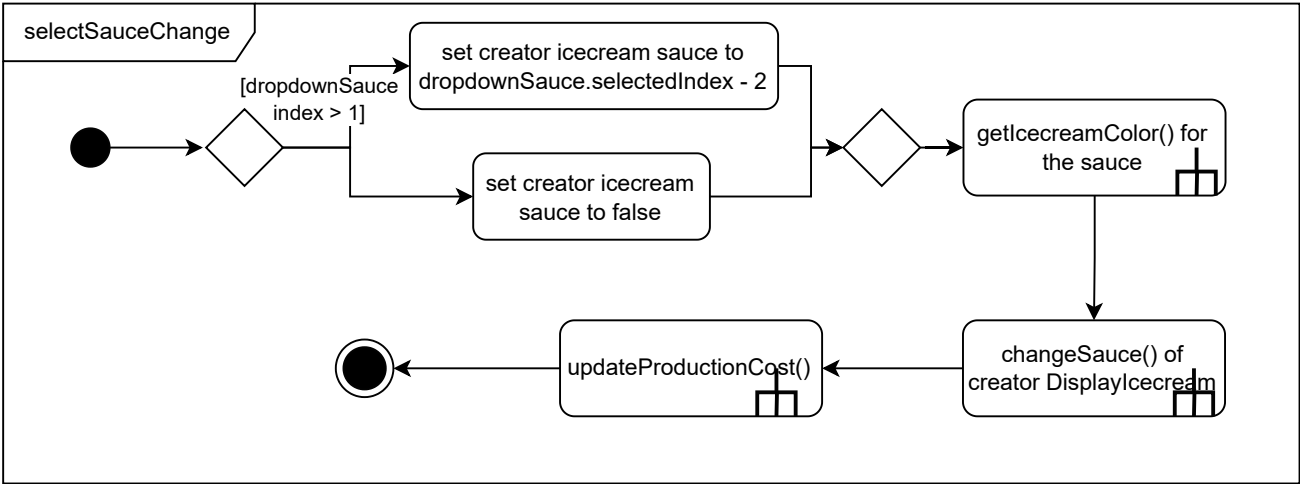 selectSauceChange
[dropdownSauce
index > 1]
set creator icecream sauce to
dropdownSauce.selectedIndex - 2
set creator icecream
sauce to false
getIcecreamColor() for
the sauce
changeSauce() of
creator DisplayIcecream
updateProductionCost()